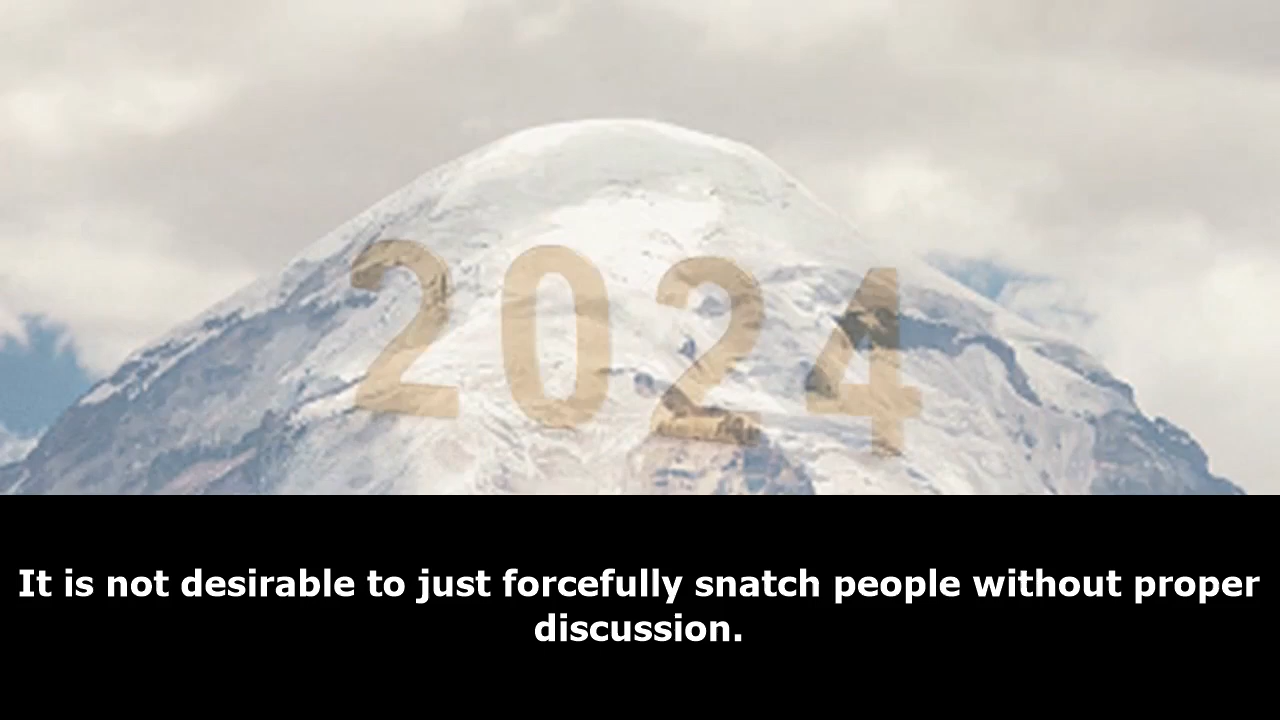 2024
It is not desirable to just forcefully snatch people without proper
discussion.